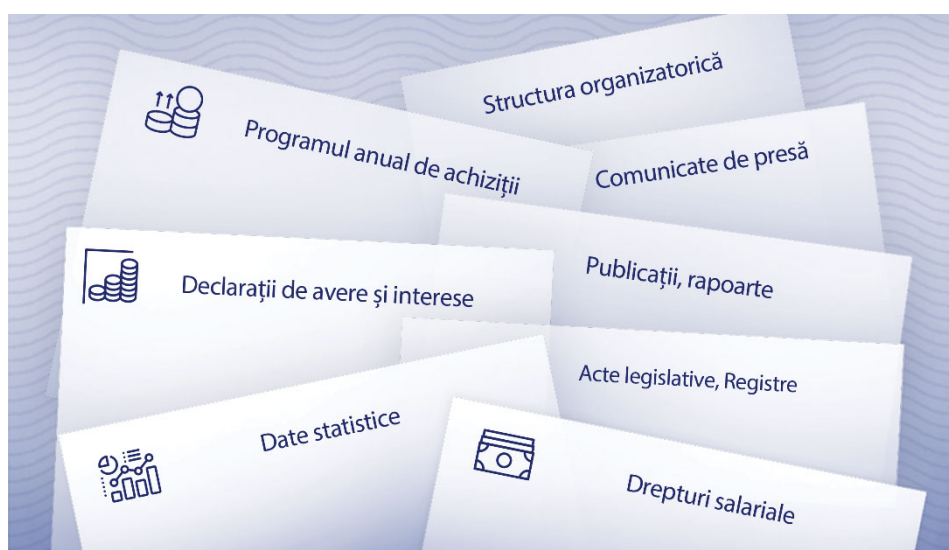 Structura organizatorică
Programul anual de achiziții
Comunicate de presă
Declarații de avere și interese
Publicații, rapoarte
Acte legislative, Registre
Date statistice
Drepturi salariale